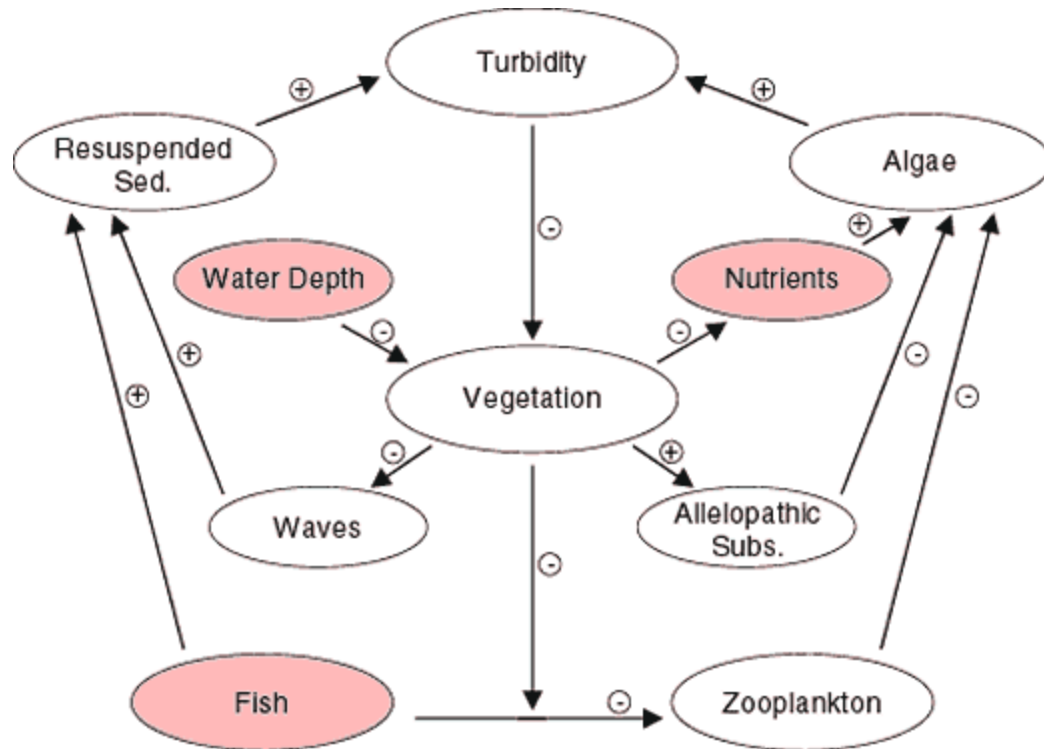 Turbidity
+
+
Resuspended
Sed.
Algae
-
+
Water Depth
Nutrients
-
-
+
-
+
Vegetation
-
-
+
Waves
Allelopathic
Subs.
-
Fish
-
Zooplankton